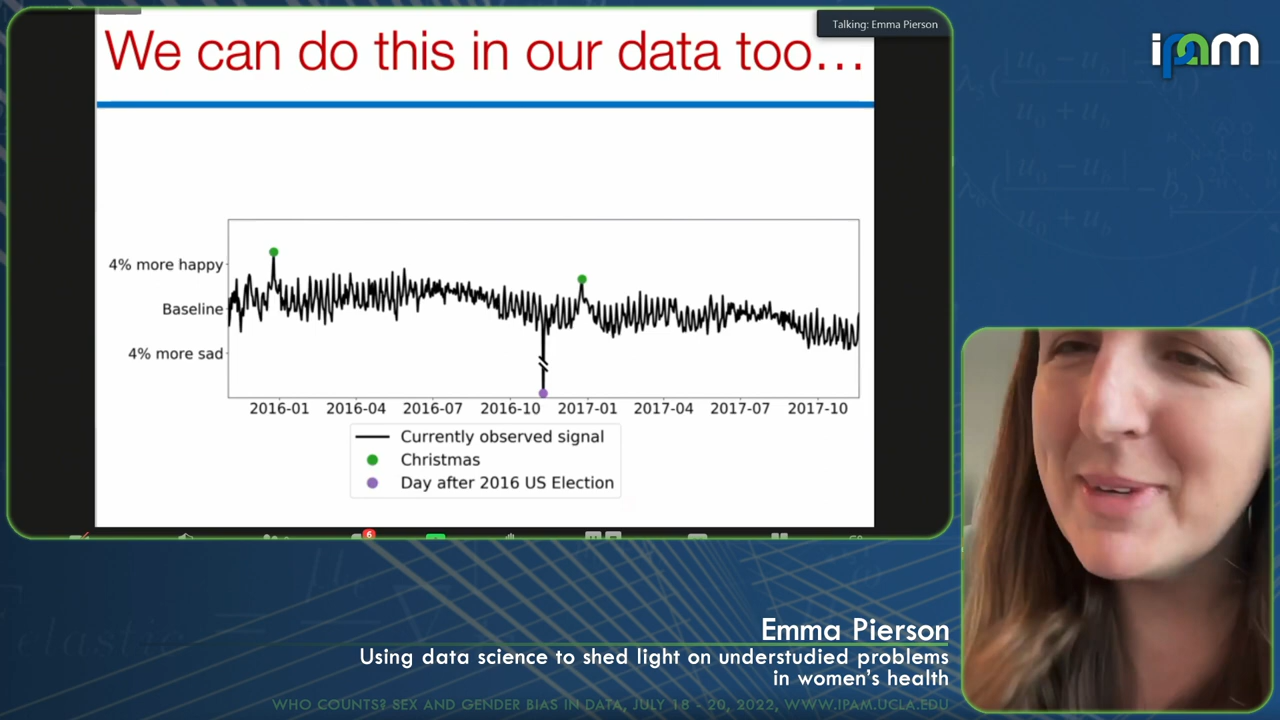 Talking: Emma Pierson
ipam
We can do this in our data too...
4% more happy
Baseline
4% more sad
2016-01 2016-04 2016-07 2016-10 2017-01 2017-04 2017-07 2017-10
Currently observed signal
Christmas
Day after 2016 US Election
6
Emma Pierson
Using data science to shed light on understudied problems
in women's health
WHO COUNTS? SEX AND GENDER BIAS IN DATA, JULY 18 - 20, 2022, WWW.IPAM.UCLA.EDU